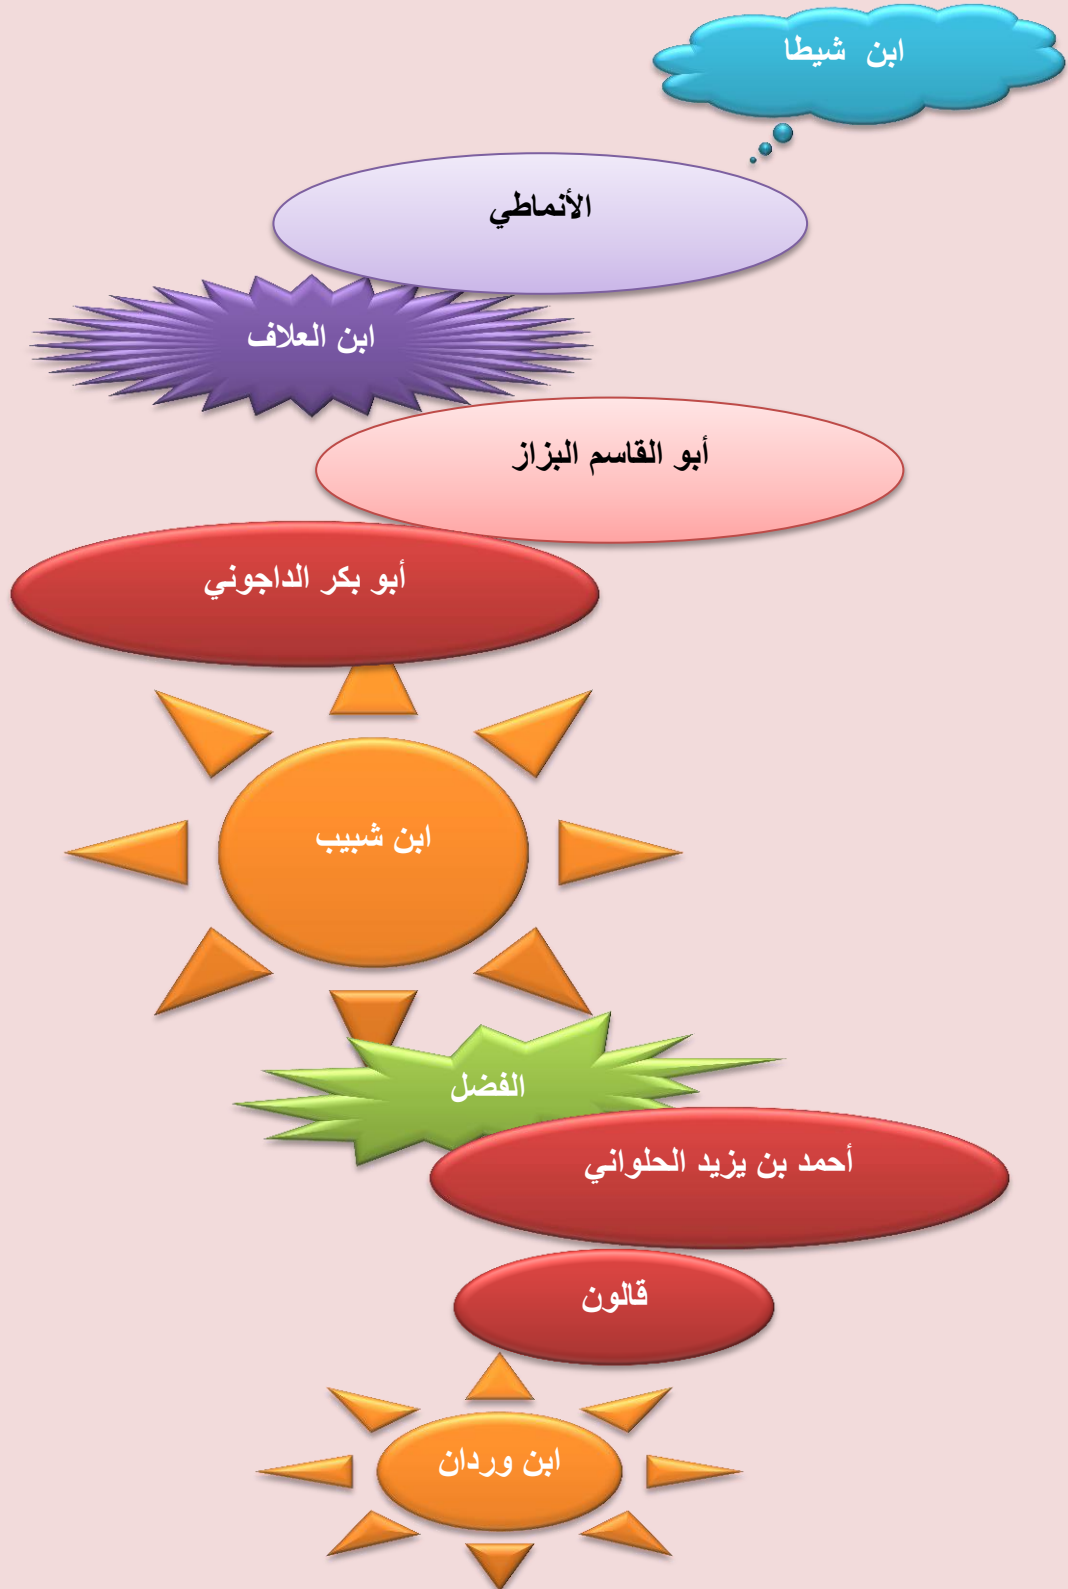 ابن شيطا
الأنماطي
ابن العلاف
أبو القاسم البزاز
أبو بكر الداجوني
ابن شبيب
الفضل
أحمد بن يزيد الحلواني
قالون
ابن وردان